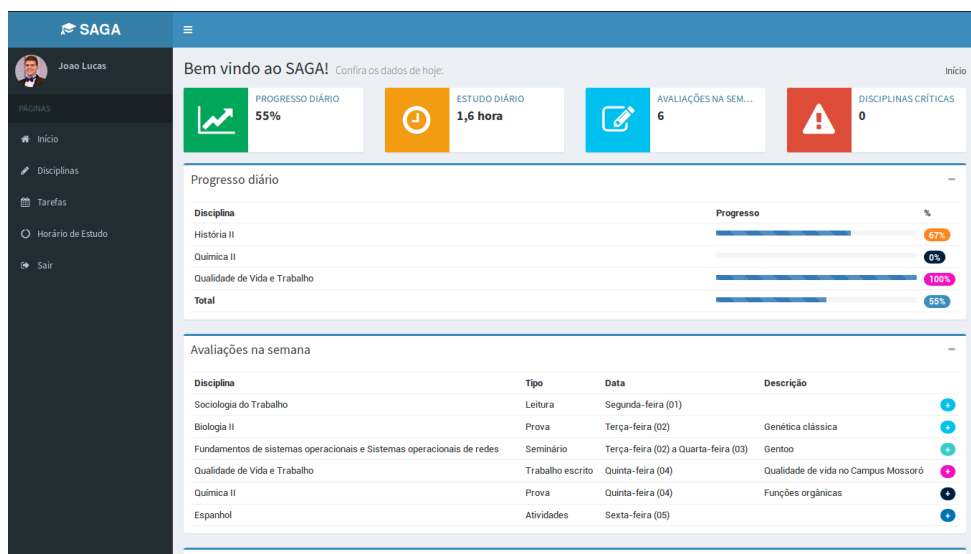 SAGA
Joao Lucas
PÁGINAS
Início
Disciplinas
Tarefas
Horário de Estudo
Sair
Bem vindo ao SAGA! Confira os dados de hoje:
Início
PROGRESSO DIÁRIO
55%
ESTUDO DIÁRIO
1,6 hora
AVALIAÇÕES NA SEM...
6
DISCIPLINAS CRÍTICAS
0
Progresso diário
Disciplina Progresso %
História II 67%
Química II 0%
Qualidade de Vida e Trabalho 100%
Total 55%
Avaliações na semana
Disciplina Tipo Data Descrição
Sociologia do Trabalho Leitura Segunda-feira (01)
Biologia II Prova Terça-feira (02) Genética clássica
Fundamentos de sistemas operacionais e Sistemas operacionais de redes Seminário Terça-feira (02) a Quarta-feira (03) Gentoo
Qualidade de Vida e Trabalho Trabalho escrito Quinta-feira (04) Qualidade de vida no Campus Mossoró
Química II Prova Quinta-feira (04) Funções orgânicas
Espanhol Atividades Sexta-feira (05)